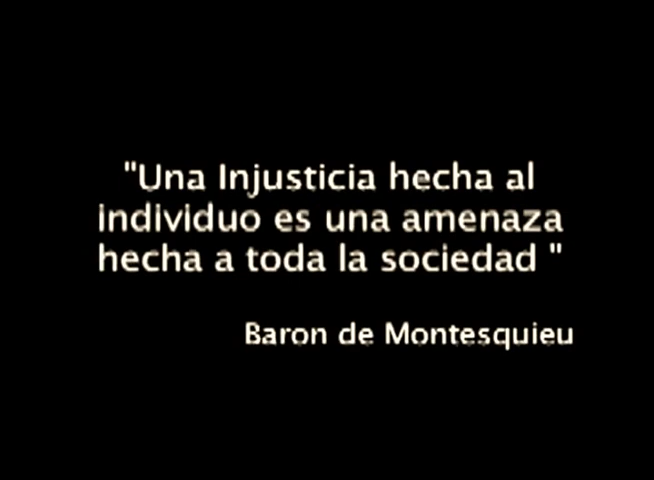 "Una Injusticia hecha al
individuo es una amenaza
hecha a toda la sociedad "
Baron de Montesquieu